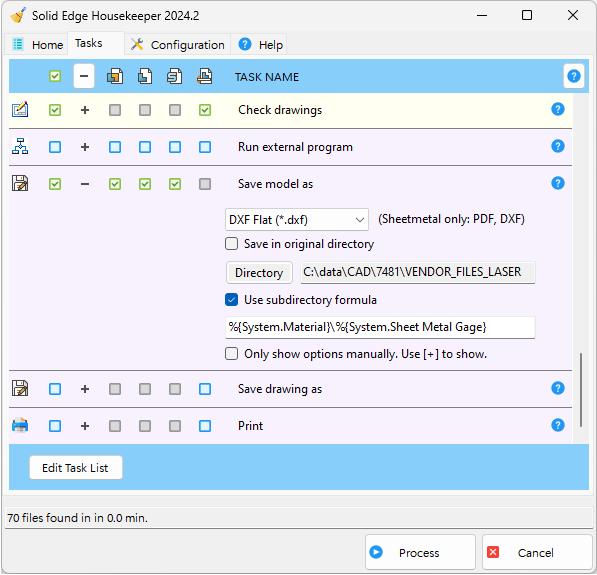 Solid Edge Housekeeper 2024.2
Home Tasks Configuration Help
TASK NAME
Check drawings
Run external program
Save model as
DXF Flat (*.dxf) (Sheetmetal only: PDF, DXF)
Save in original directory
Directory C:\data\CAD\7481\VENDOR_FILES_LASER
Use subdirectory formula
%{System.Material}\%{System.Sheet Metal Gage}
Only show options manually. Use [+] to show.
Save drawing as
Print
Edit Task List
70 files found in in 0.0 min.
Process Cancel